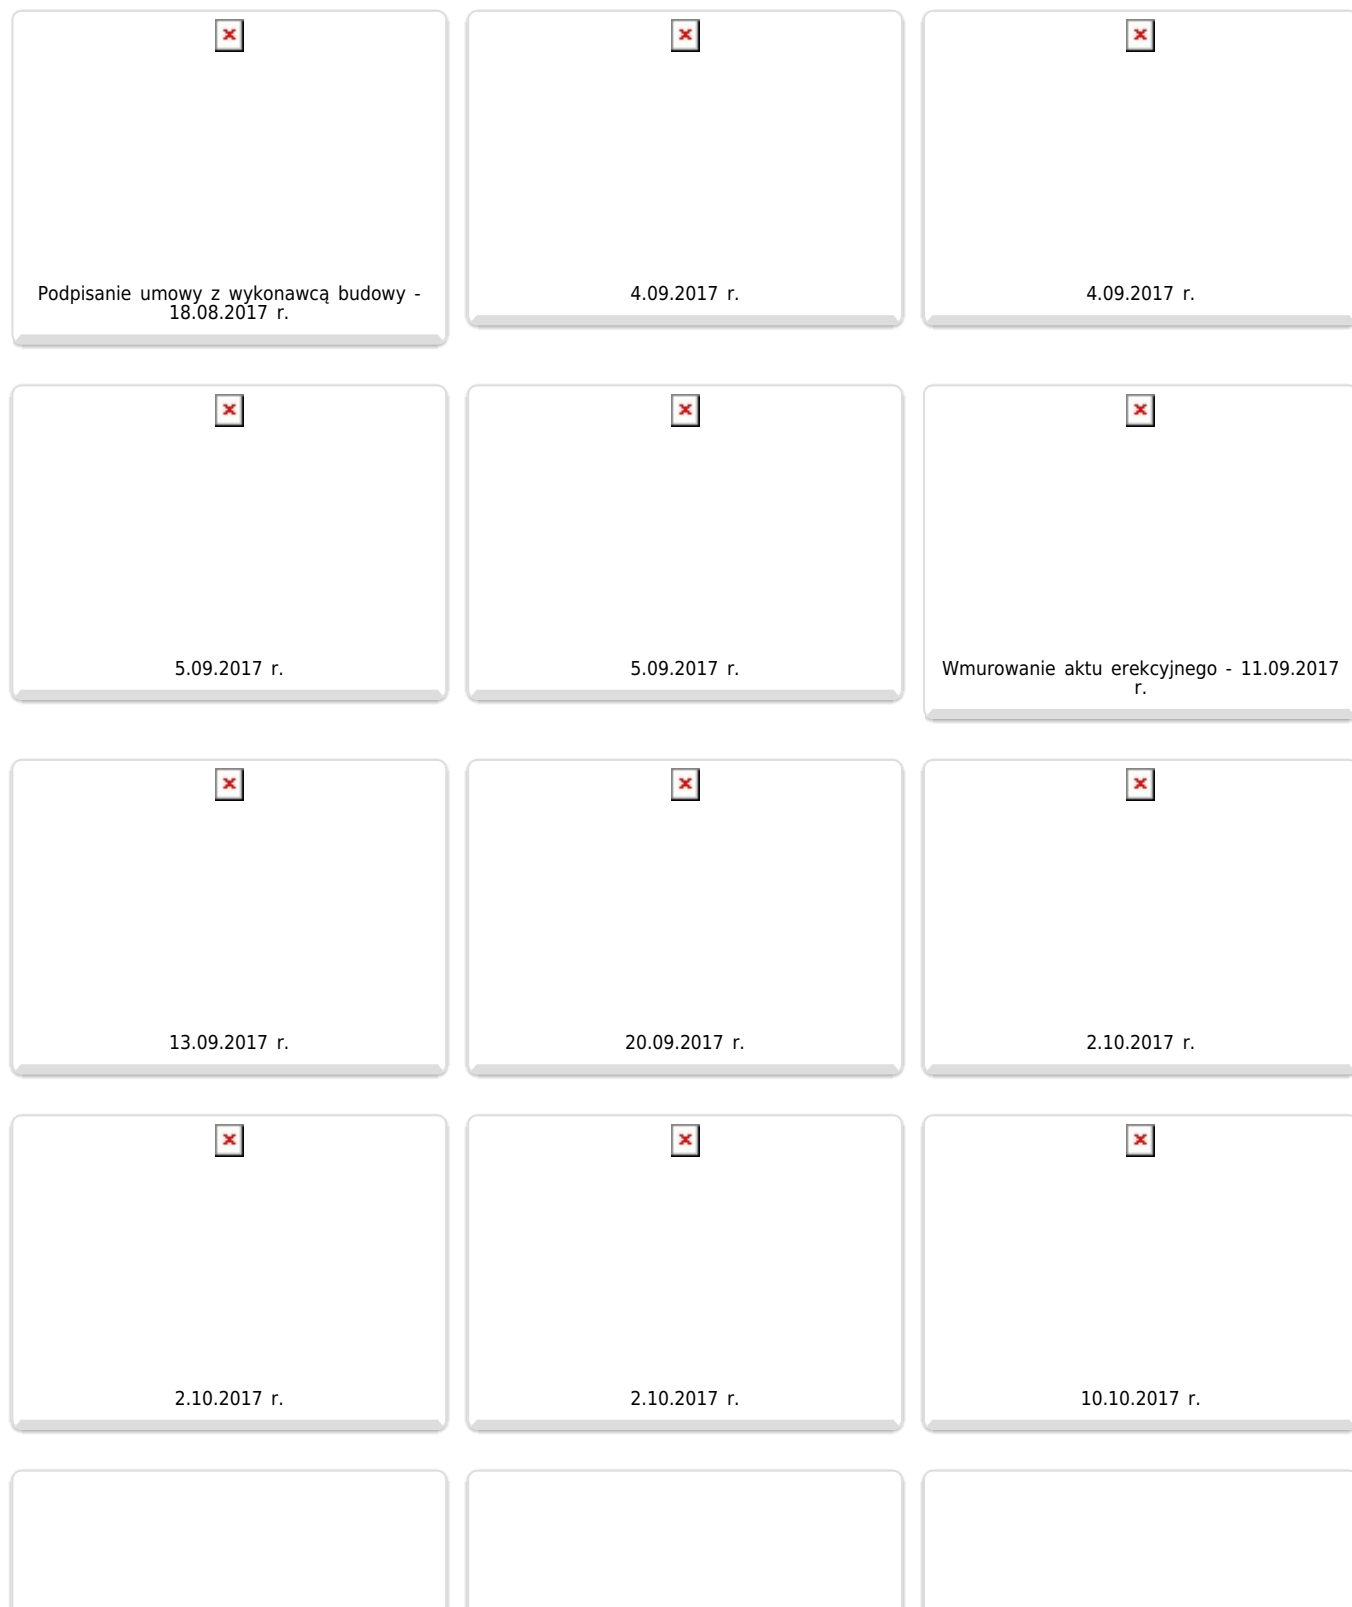 Podpisanie umowy z wykonawcą budowy -
18.08.2017 r.
4.09.2017 r.
4.09.2017 r.
5.09.2017 r.
5.09.2017 r.
Wmurowanie aktu erekcyjnego - 11.09.2017
r.
13.09.2017 r.
20.09.2017 r.
2.10.2017 r.
2.10.2017 r.
2.10.2017 r.
10.10.2017 r.